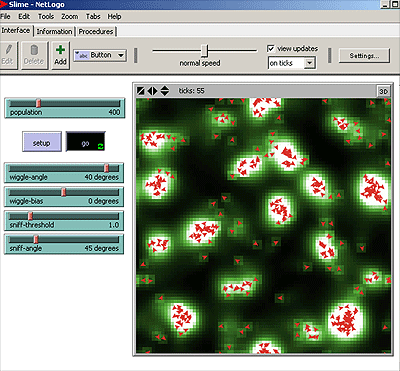 Slime - NetLogo
File Edit Tools Zoom Tabs Help
Interface Information Procedures
Edit Delete Add abc Button normal speed view updates on ticks Settings...
ticks: 55 3D
population 400
setup go
wiggle-angle 40 degrees
wiggle-bias 0 degrees
sniff-threshold 1.0
sniff-angle 45 degrees